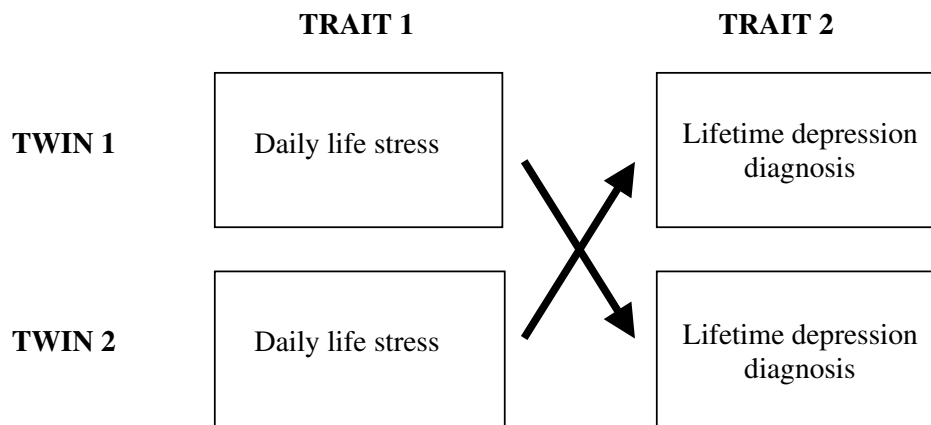 TRAIT 1 TRAIT 2
TWIN 1
Daily life stress
Lifetime depression
diagnosis
TWIN 2
Daily life stress
Lifetime depression
diagnosis